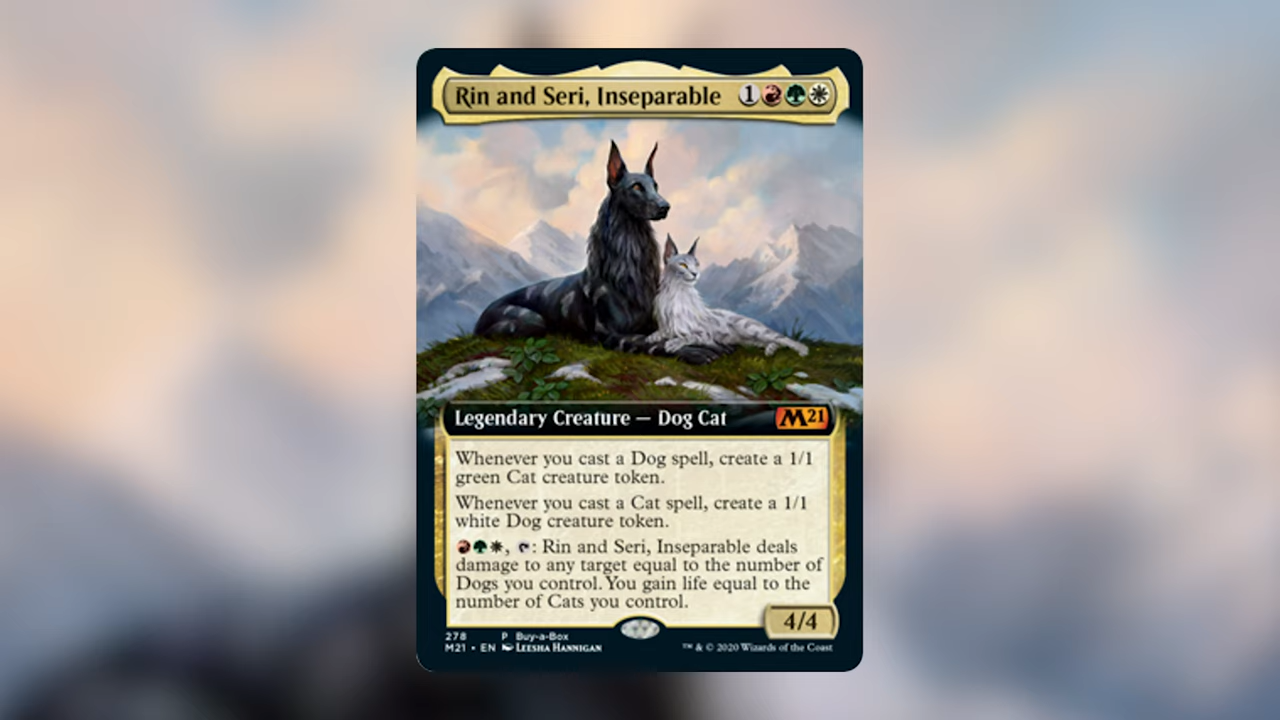 Rin and Seri, Inseparable 1
Legendary Creature — Dog Cat M21
Whenever you cast a Dog spell, create a 1/1
green Cat creature token.
Whenever you cast a Cat spell, create a 1/1
white Dog creature token.
, : Rin and Seri, Inseparable deals
damage to any target equal to the number of
Dogs you control. You gain life equal to the
number of Cats you control.
4/4
278 P Buy-a-Box
M21 • EN LEESHA HANNIGAN ™ & © 2020 Wizards of the Coast